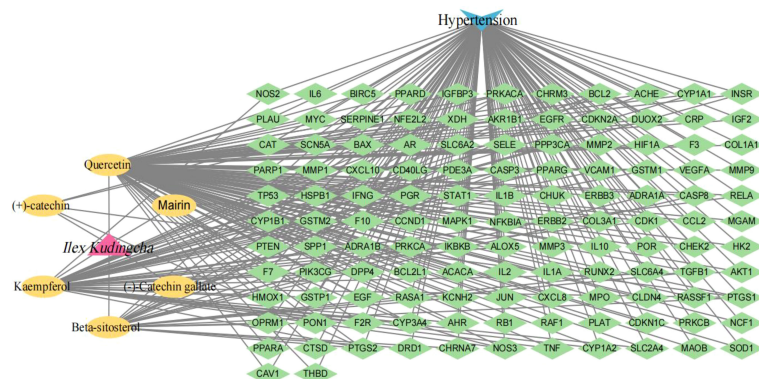 Hypertension
NOS2 IL6 BIRC5 PPARD IGFBP3 PRKACA CHRM3 BCL2 ACHE CYP1A1 INSR
PLAU MYC SERPINE1 NFE2L2 XDH AKR1B1 EGFR CDKN2A DUOX2 CRP IGF2
CAT SCN5A BAX AR SLC6A2 SELE PPP3CA MMP2 HIF1A F3 COL1A1
Quercetin
PARP1 MMP1 CXCL10 CD40LG PDE3A CASP3 PPARG VCAM1 GSTM1 VEGFA MMP9
TP53 HSPB1 IFNG PGR STAT1 IL1B CHUK ERBB3 ADRA1A CASP8 RELA
(+)-catechin Mairin
CYP1B1 GSTM2 F10 CCND1 MAPK1 NFKBIA ERBB2 COL3A1 CDK1 CCL2 MGAM
Ilex Kudingcha
PTEN SPP1 ADRA1B PRKCA IKBKB ALOX5 MMP3 IL10 POR CHEK2 HK2
F7 PIK3CG DPP4 BCL2L1 ACACA IL2 IL1A RUNX2 SLC6A4 TGFB1 AKT1
Kaempferol (-)-Catechin gallate
HMOX1 GSTP1 EGF RASA1 KCNH2 JUN CXCL8 MPO CLDN4 RASSF1 PTGS1
OPRM1 PON1 F2R CYP3A4 AHR RB1 RAF1 PLAT CDKN1C PRKCB NCF1
Beta-sitosterol
PPARA CTSD PTGS2 DRD1 CHRNA7 NOS3 TNF CYP1A2 SLC2A4 MAOB SOD1
CAV1 THBD